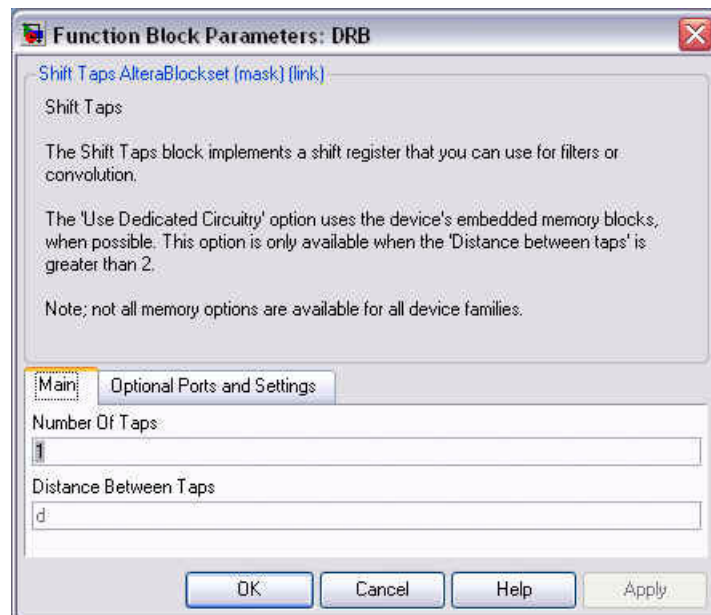 Function Block Parameters: DRB
Shift Taps AlteraBlockset (mask) (link)
Shift Taps
The Shift Taps block implements a shift register that you can use for filters or
convolution.
The 'Use Dedicated Circuitry' option uses the device's embedded memory blocks,
when possible. This option is only available when the 'Distance between taps' is
greater than 2.
Note; not all memory options are available for all device families.
Main Optional Ports and Settings
Number Of Taps
1
Distance Between Taps
d
OK Cancel Help Apply